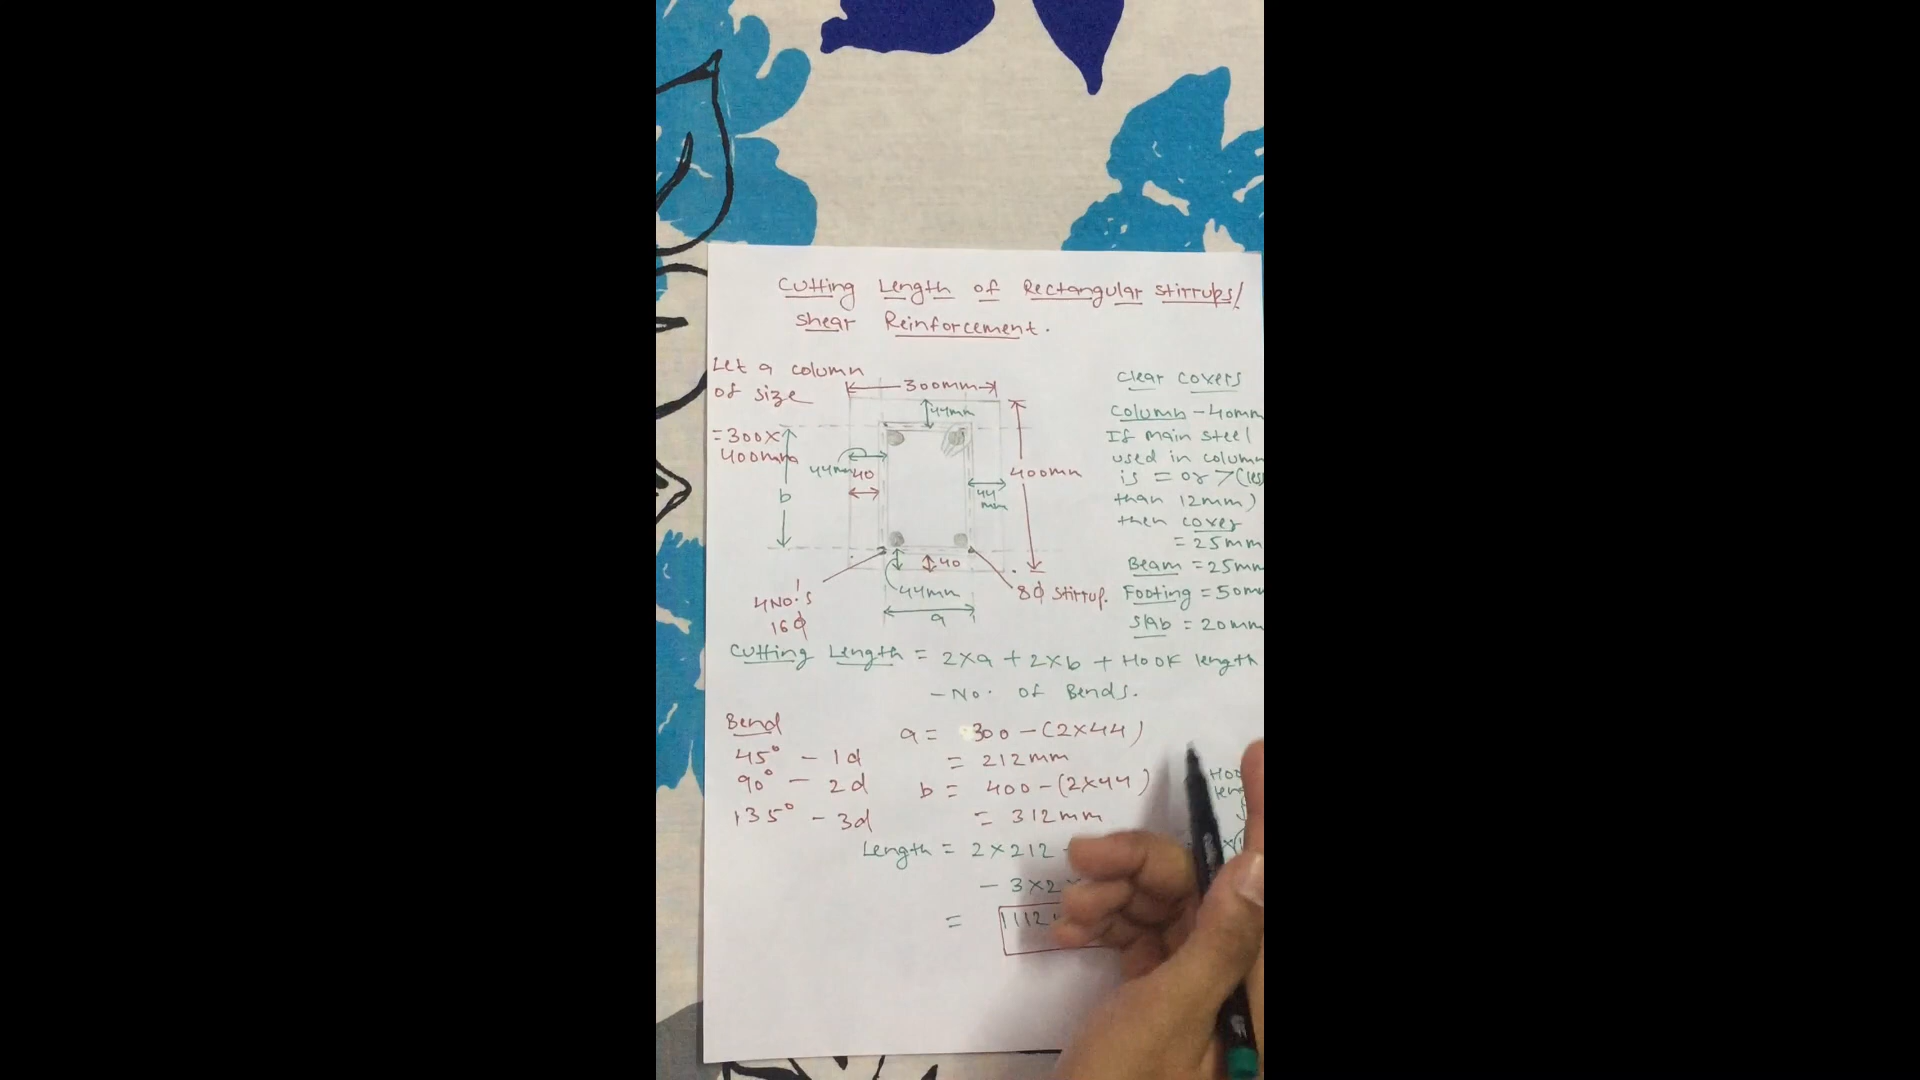 Cutting Length of Rectangular stirrups/
shear Reinforcement.
Let a column
of size
=300x
400mm
300mm
44mm
44mm
40
b
400mm
44
mm
40
44mm
a
4No.'s
16ϕ
8ϕ stirrup.
Clear Covers
Column - 40mm
If main steel
used in column
is = or > (les
than 12mm)
then cover
= 25mm
Beam = 25mm
Footing = 50mm
Slab = 20mm
Cutting Length = 2xa + 2xb + Hook length
- No. of Bends.
Bend
45° - 1d
90° - 2d
135° - 3d
a = 300 - (2x44)
= 212mm
b = 400 - (2x44)
= 312mm
Length = 2x212
- 3x2
= 1112